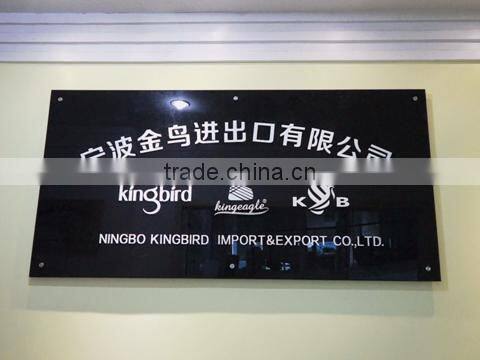 宁波金鸟进出口有限公司
trade.china.cn
kingbird kingeagle® K B
NINGBO KINGBIRD IMPORT&EXPORT CO.,LTD.